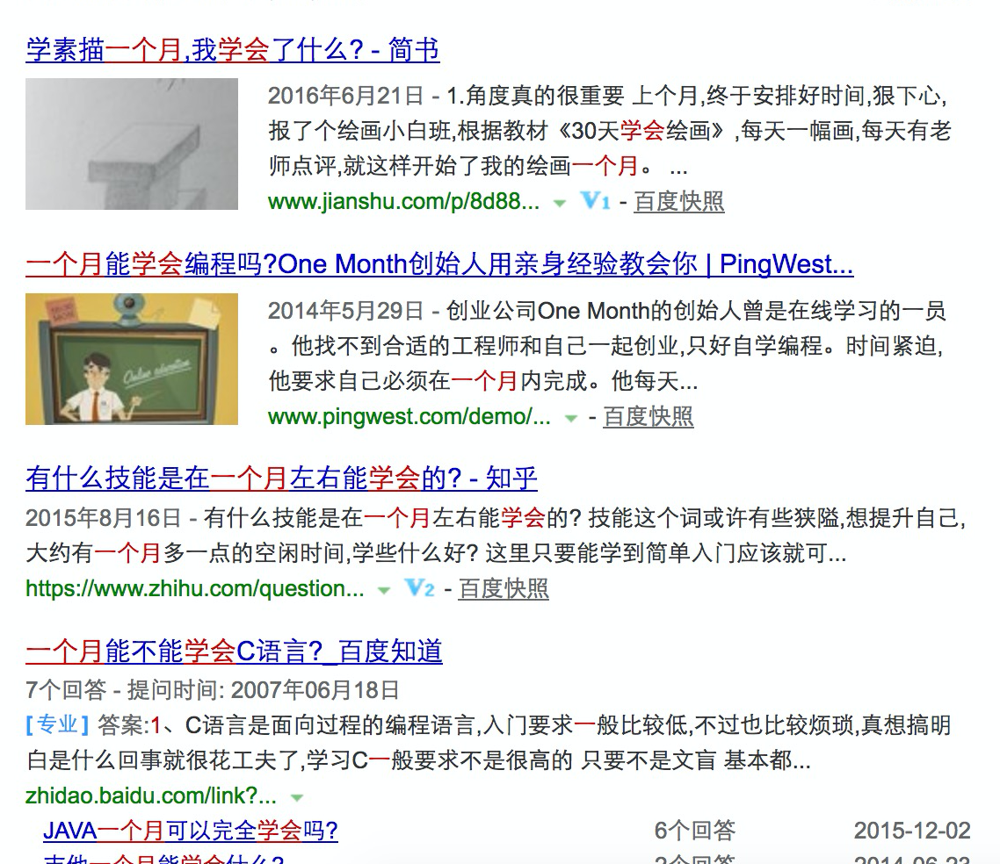 学素描一个月,我学会了什么? - 简书
2016年6月21日 - 1.角度真的很重要 上个月,终于安排好时间,狠下心,
报了个绘画小白班,根据教材《30天学会绘画》,每天一幅画,每天有老
师点评,就这样开始了我的绘画一个月。 ...
www.jianshu.com/p/8d88... V1 - 百度快照
一个月能学会编程吗?One Month创始人用亲身经验教会你 | PingWest...
Online education
2014年5月29日 - 创业公司One Month的创始人曾是在线学习的一员
。他找不到合适的工程师和自己一起创业,只好自学编程。时间紧迫,
他要求自己必须在一个月内完成。他每天...
www.pingwest.com/demo/... - 百度快照
有什么技能是在一个月左右能学会的? - 知乎
2015年8月16日 - 有什么技能是在一个月左右能学会的? 技能这个词或许有些狭隘,想提升自己,
大约有一个月多一点的空闲时间,学些什么好? 这里只要能学到简单入门应该就可...
https://www.zhihu.com/question... V2 - 百度快照
一个月能不能学会C语言?_百度知道
7个回答 - 提问时间: 2007年06月18日
[专业] 答案:1、C语言是面向过程的编程语言,入门要求一般比较低,不过也比较烦琐,真想搞明
白是什么回事就很花工夫了,学习C一般要求不是很高的 只要不是文盲 基本都...
zhidao.baidu.com/link?...
JAVA一个月可以完全学会吗? 6个回答 2015-12-02
吉他一个月能学会什么? 2个回答 2014-06-23